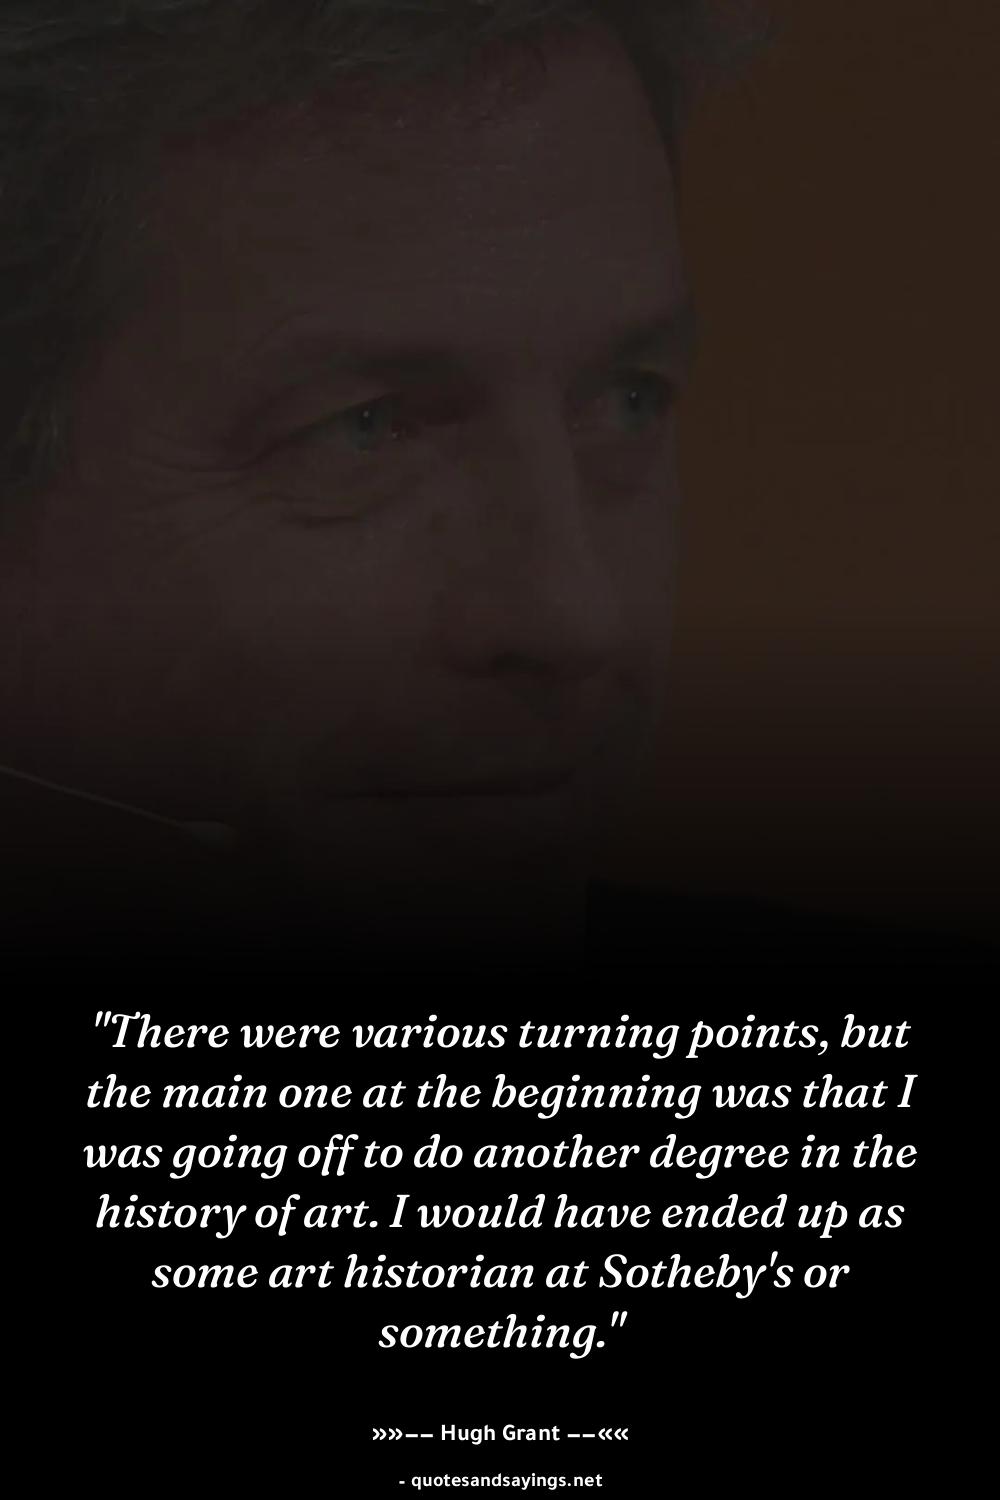 "There were various turning points, but
the main one at the beginning was that I
was going off to do another degree in the
history of art. I would have ended up as
some art historian at Sotheby's or
something."
»»–– Hugh Grant ––««
- quotesandsayings.net